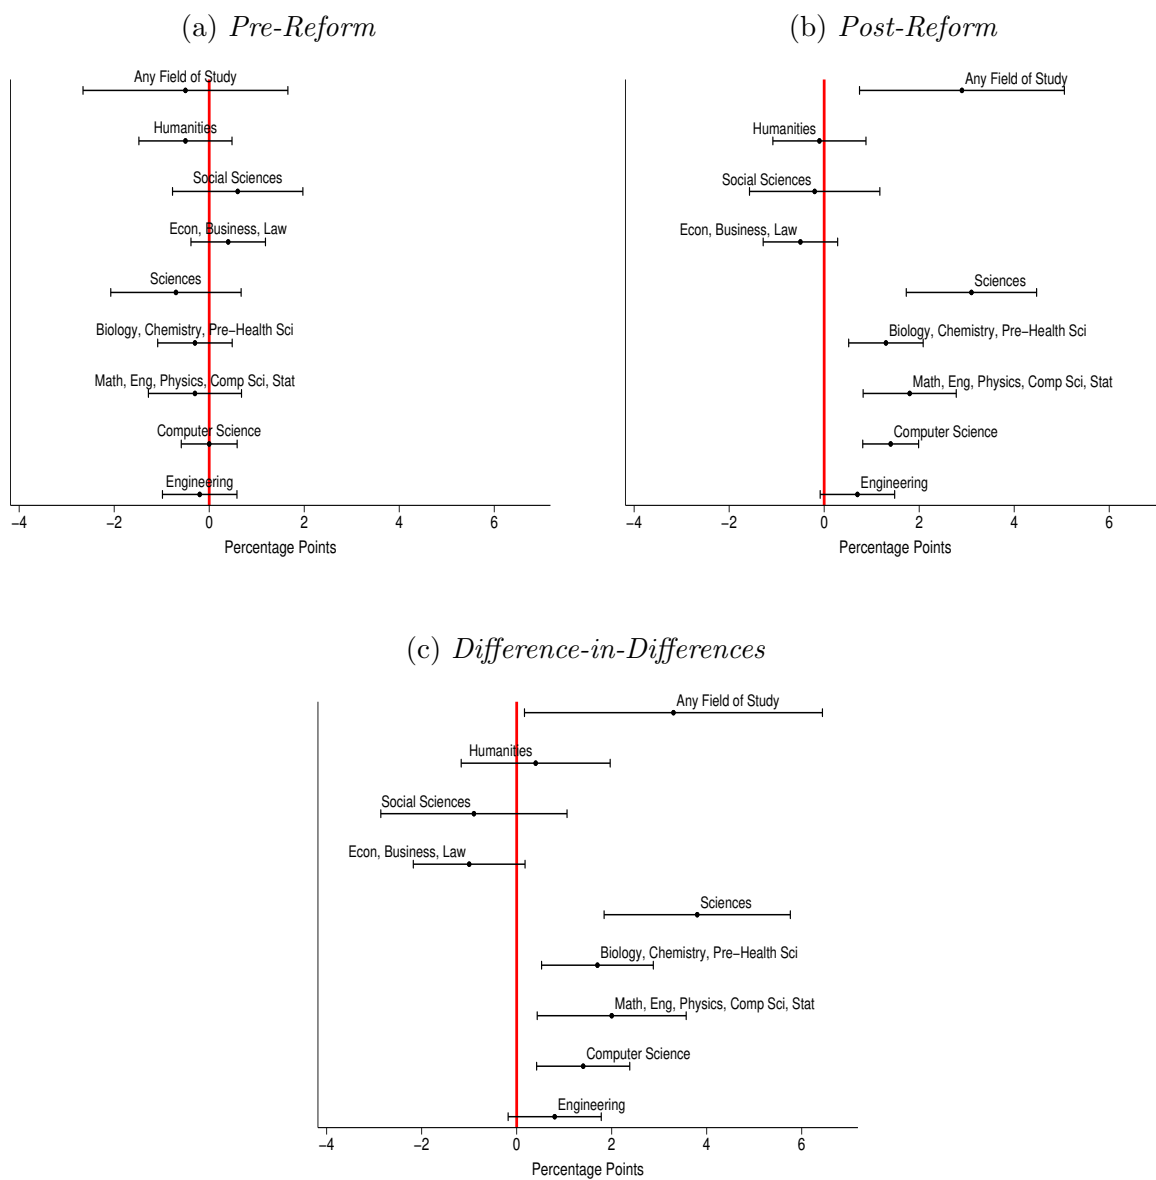 (a) Pre-Reform
Any Field of Study
Humanities
Social Sciences
Econ, Business, Law
Sciences
Biology, Chemistry, Pre−Health Sci
Math, Eng, Physics, Comp Sci, Stat
Computer Science
Engineering
−4 −2 0 2 4 6
Percentage Points
(b) Post-Reform
Any Field of Study
Humanities
Social Sciences
Econ, Business, Law
Sciences
Biology, Chemistry, Pre−Health Sci
Math, Eng, Physics, Comp Sci, Stat
Computer Science
Engineering
−4 −2 0 2 4 6
Percentage Points
(c) Difference-in-Differences
Any Field of Study
Humanities
Social Sciences
Econ, Business, Law
Sciences
Biology, Chemistry, Pre−Health Sci
Math, Eng, Physics, Comp Sci, Stat
Computer Science
Engineering
−4 −2 0 2 4 6
Percentage Points